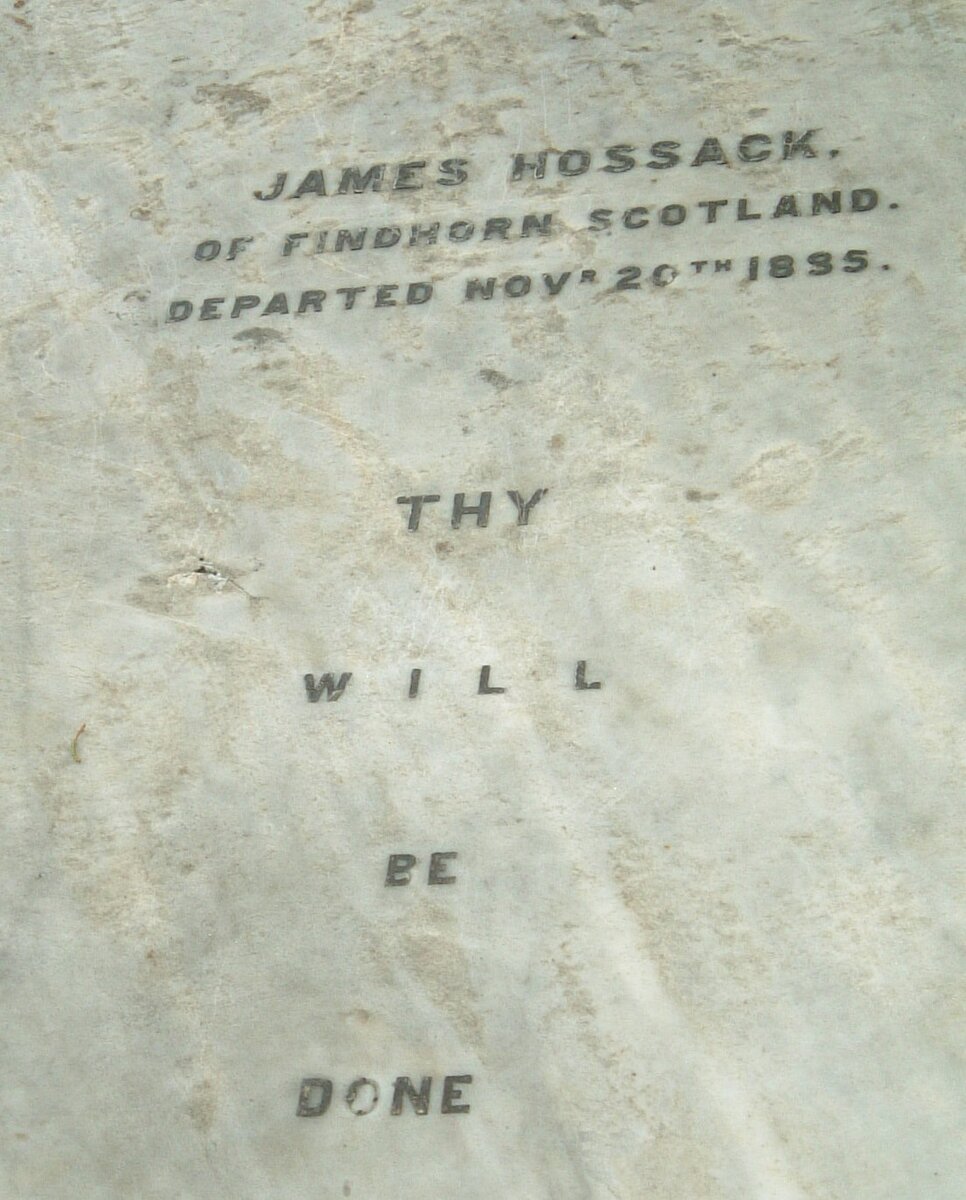 JAMES HOSSACK.
OF FINDHORN SCOTLAND.
DEPARTED NOVR 20TH 1885.
THY
WILL
BE
DONE